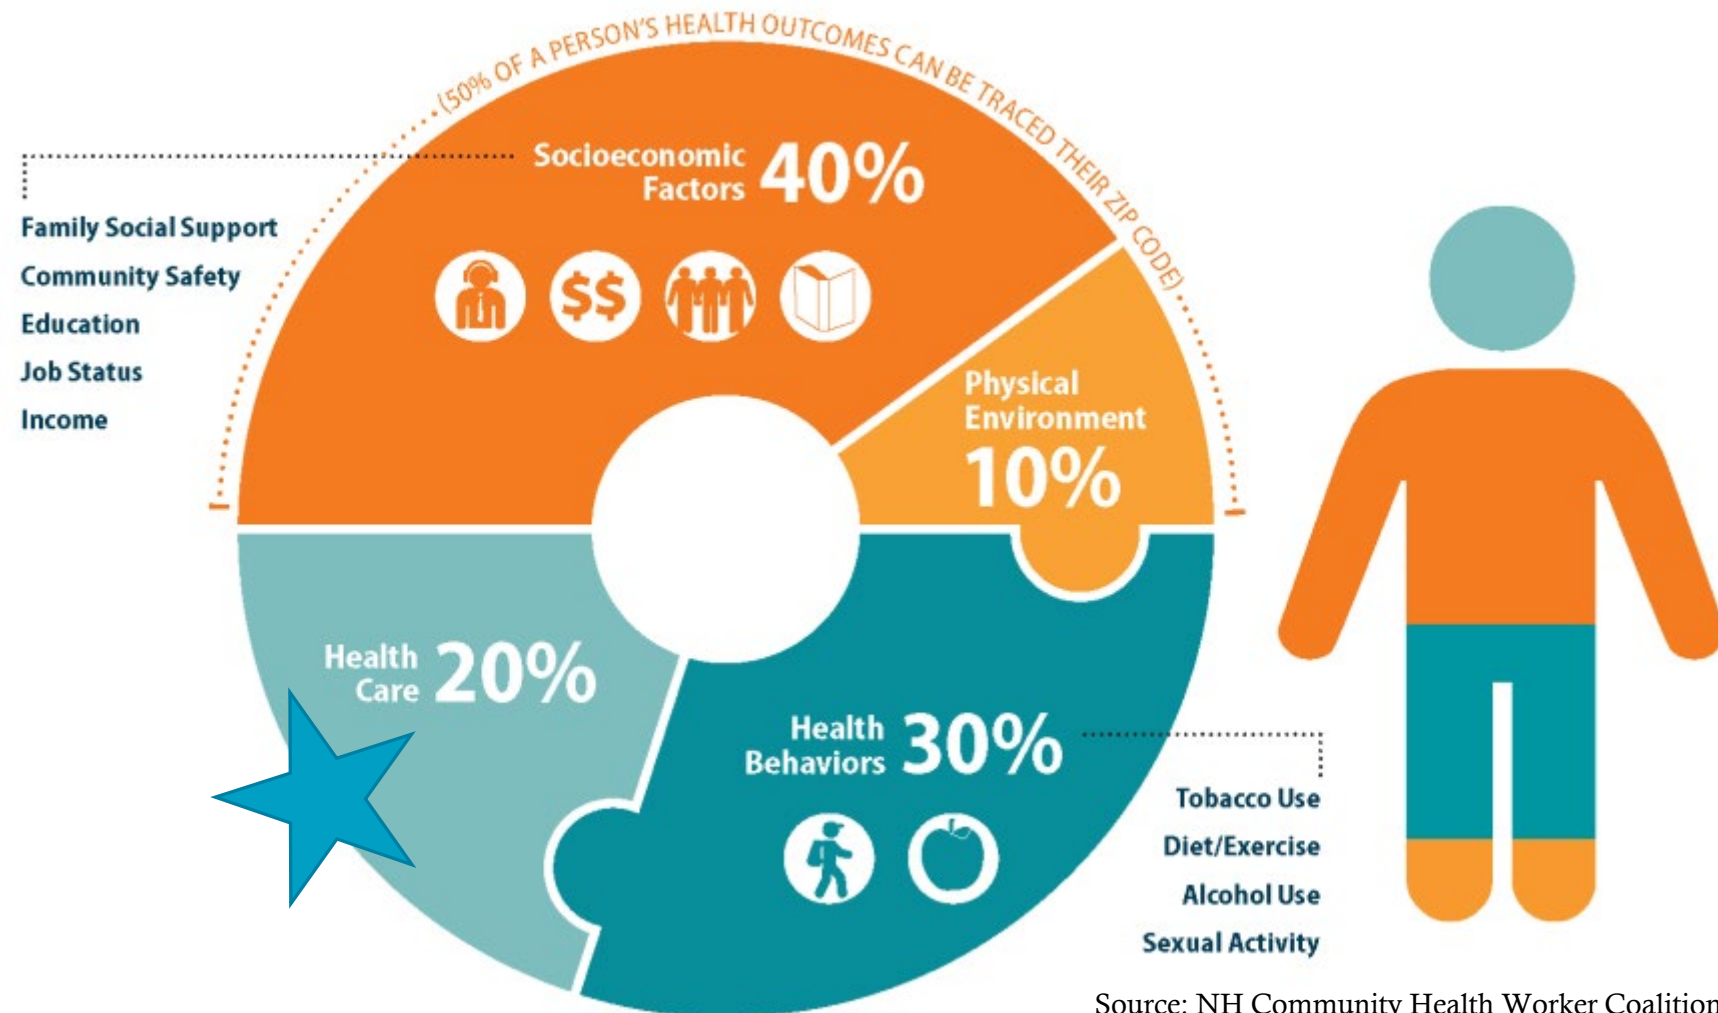 (50% OF A PERSON'S HEALTH OUTCOMES CAN BE TRACED THEIR ZIP CODE)
Socioeconomic
Factors
40%
Family Social Support
Community Safety
Education
Job Status
Income
$$
Physical
Environment
10%
Health
Care
20%
Health
Behaviors
30%
Tobacco Use
Diet/Exercise
Alcohol Use
Sexual Activity
Source: NH Community Health Worker Coalition